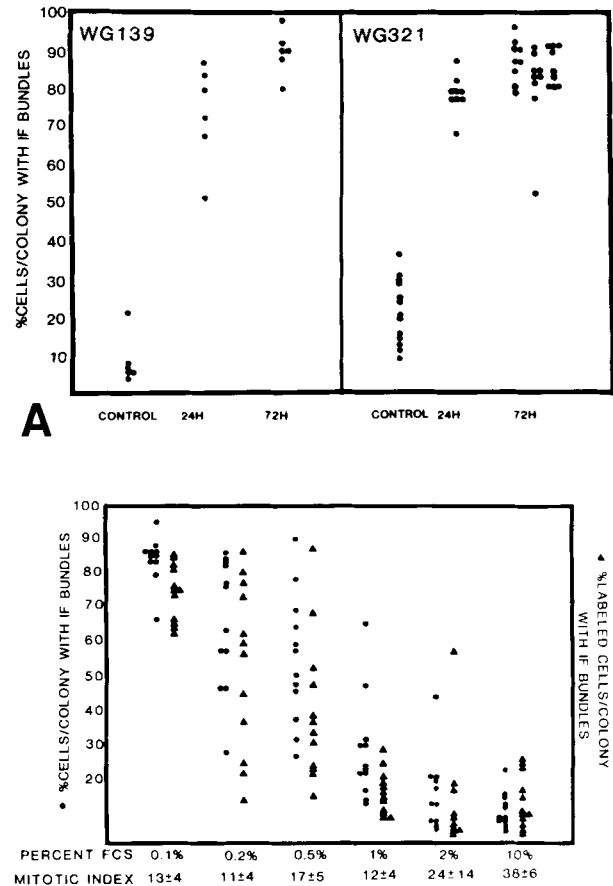 WG139
WG321
100
90
80
70
60
50
40
30
20
10
%CELLS/COLONY WITH IF BUNDLES
CONTROL 24H 72H
CONTROL 24H 72H
A
100
90
80
70
60
50
40
30
20
● %CELLS/COLONY WITH IF BUNDLES
▲ %LABELED CELLS/COLONY
WITH IF BUNDLES
PERCENT FCS 0.1% 0.2% 0.5% 1% 2% 10%
MITOTIC INDEX 13±4 11±4 17±5 12±4 24±14 38±6